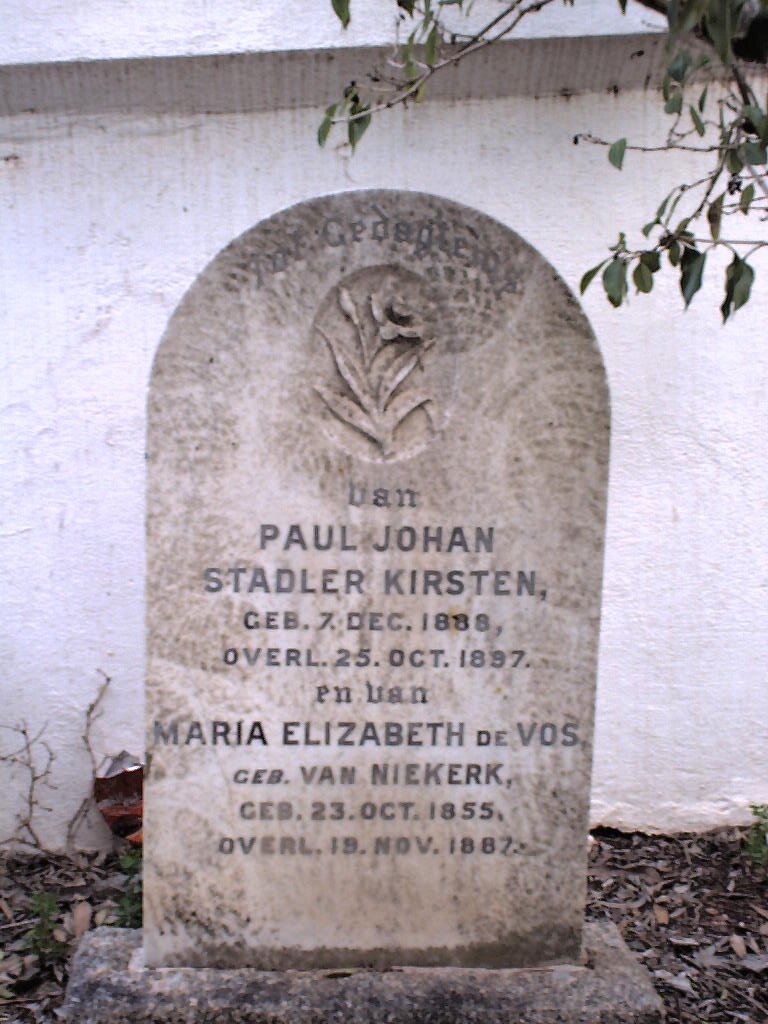 Ter Gedagtenis
van
PAUL JOHAN
STADLER KIRSTEN,
GEB. 7. DEC. 1888,
OVERL. 25. OCT. 1897.
en van
MARIA ELIZABETH DE VOS,
GEB. VAN NIEKERK,
GEB. 23. OCT. 1855,
OVERL. 19. NOV. 1887.